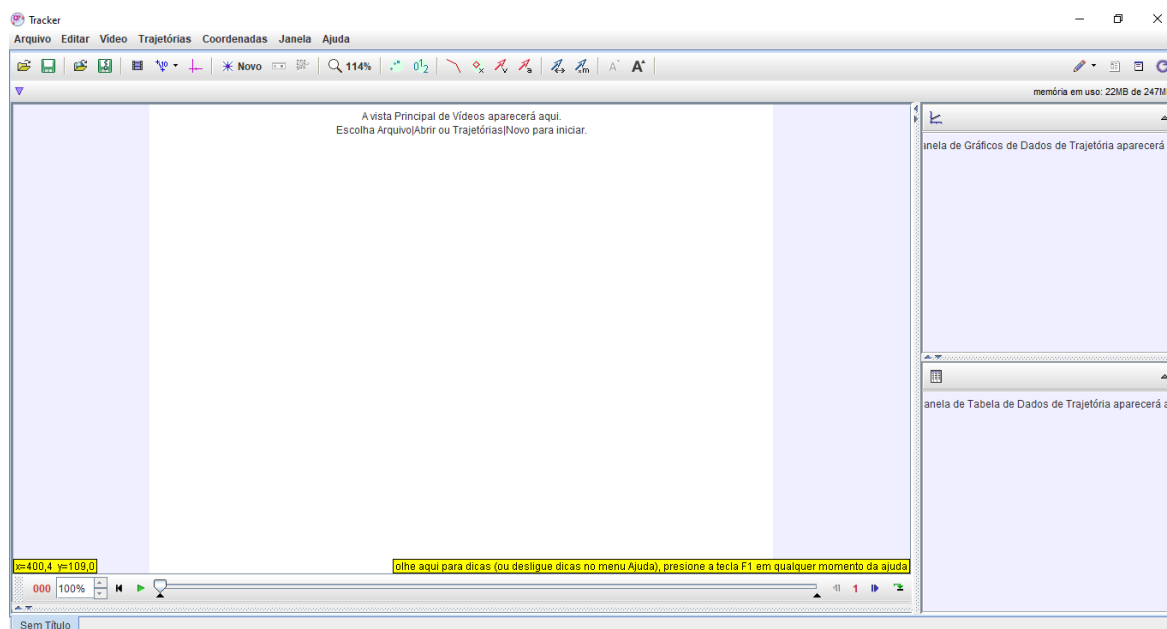 Tracker
Arquivo Editar Video Trajetórias Coordenadas Janela Ajuda
Novo 114% A A
memória em uso: 22MB de 247M
A vista Principal de Vídeos aparecerá aqui.
Escolha Arquivo|Abrir ou Trajetórias|Novo para iniciar.
anela de Gráficos de Dados de Trajetória aparecerá
anela de Tabela de Dados de Trajetória aparecerá a
x=400,4 y=109,0
olhe aqui para dicas (ou desligue dicas no menu Ajuda), presione a tecla F1 em qualquer momento da ajuda
000 100% 1
Sem Título